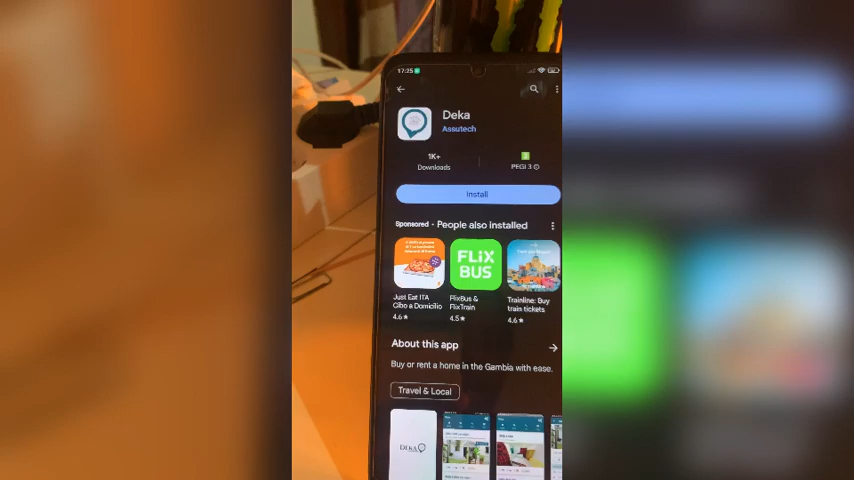 17:25
Deka
Assutech
1K+
Downloads
3
PEGI 3
Install
Sponsored · People also installed
FLiX
BUS
Just Eat ITA
Cibo a Domicilio
4.6★
FlixBus &
FlixTrain
4.5★
Trainline: Buy
train tickets
4.6★
About this app
Buy or rent a home in the Gambia with ease.
Travel & Local
DEKA